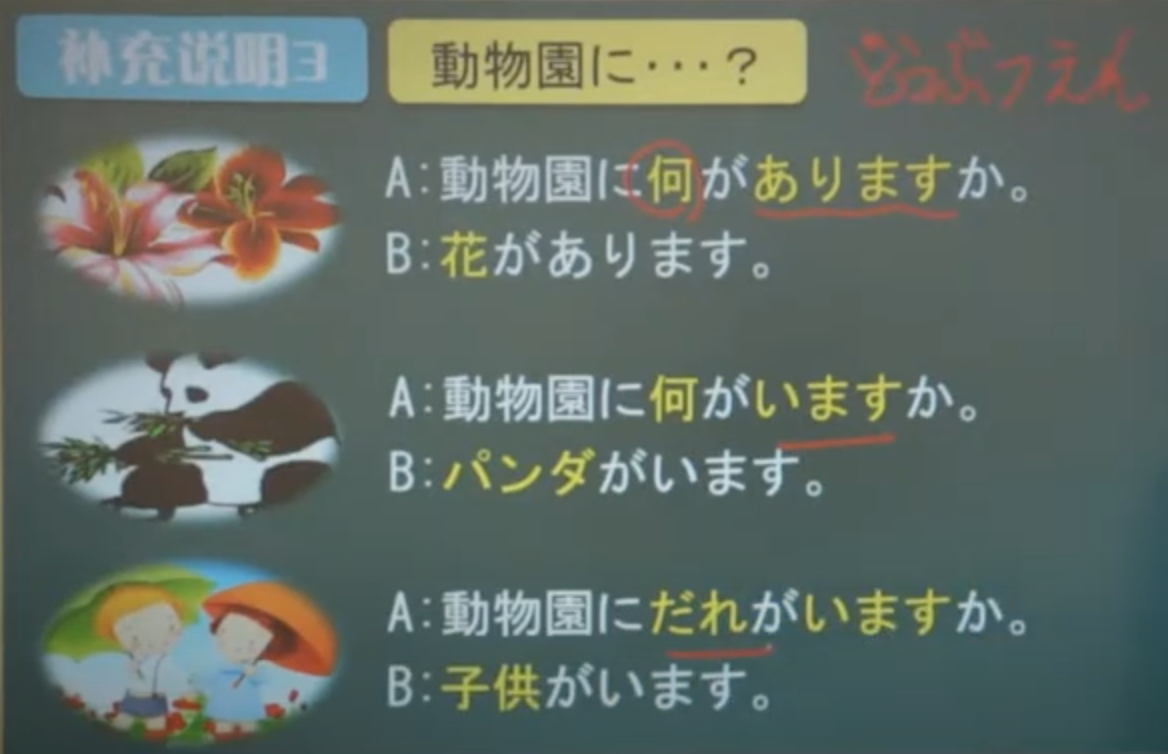 补充说明3
動物園に・・・？
どうぶつえん
A:動物園に何がありますか。
B:花があります。
A:動物園に何がいますか。
B:パンダがいます。
A:動物園にだれがいますか。
B:子供がいます。